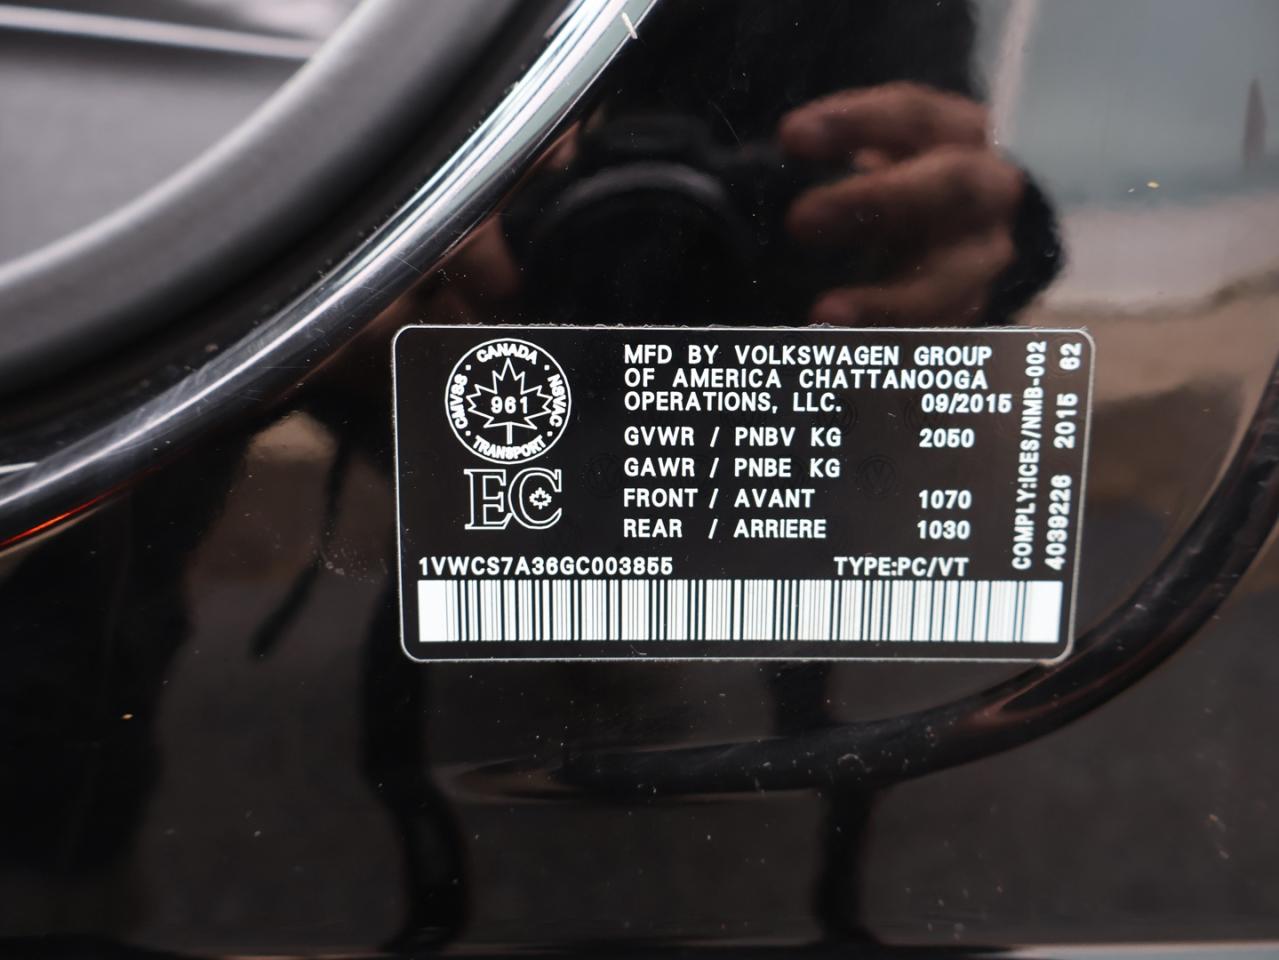 CANADA
CMVSS
NSVAC
961
TRANSPORT
EC
MFD BY VOLKSWAGEN GROUP
OF AMERICA CHATTANOOGA
OPERATIONS, LLC. 09/2015
GVWR / PNBV KG 2050
GAWR / PNBE KG
FRONT / AVANT 1070
REAR / ARRIERE 1030
1VWCS7A36GC003855 TYPE:PC/VT
COMPLY:ICES/NMB-002
4039226 2015 62